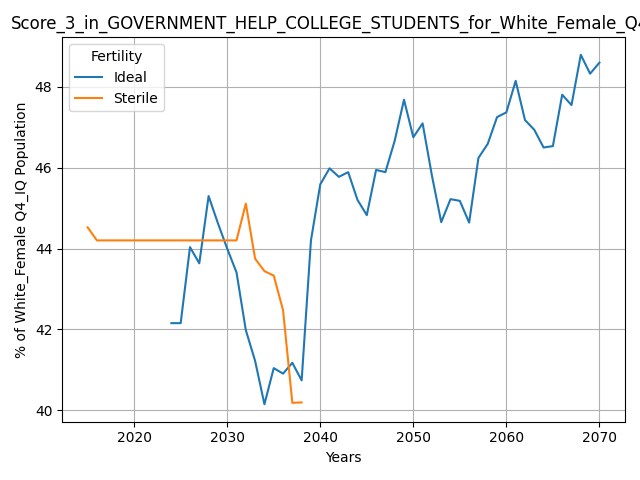 Score_3_in_GOVERNMENT_HELP_COLLEGE_STUDENTS_for_White_Female_Q4
Fertility
Ideal
Sterile
% of White_Female Q4_IQ Population
48
46
44
42
40
2020 2030 2040 2050 2060 2070
Years